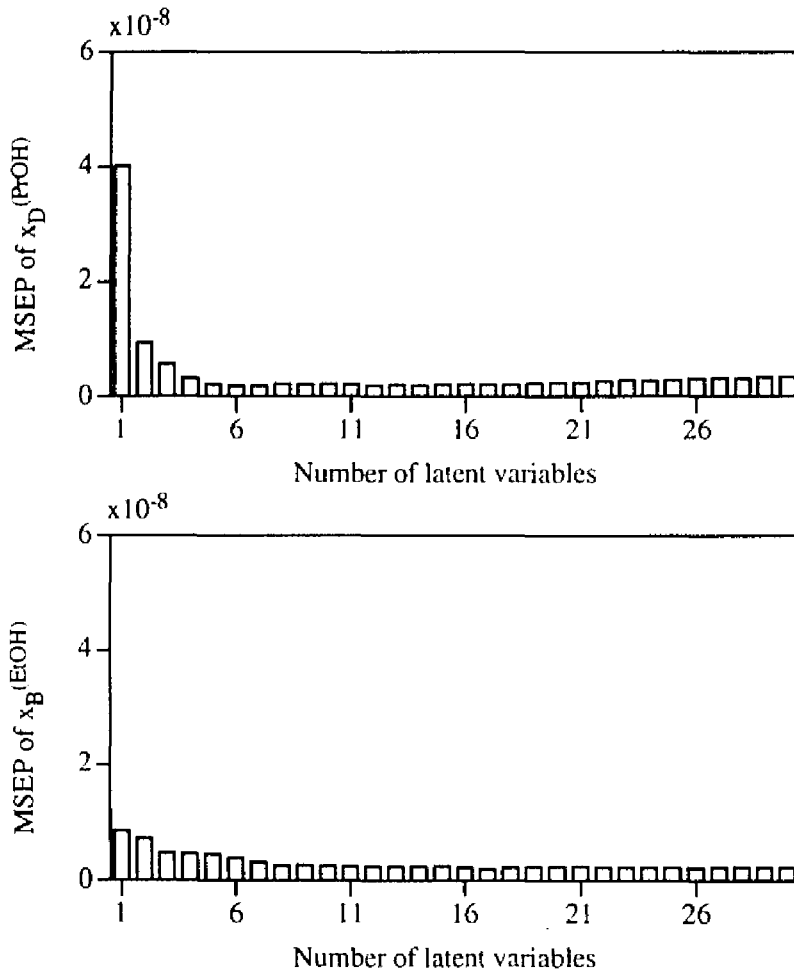 x10-8
6
4
2
0
MSEP of xD(PrOH)
1 6 11 16 21 26
Number of latent variables
x10-8
6
4
2
0
MSEP of xB(EtOH)
1 6 11 16 21 26
Number of latent variables